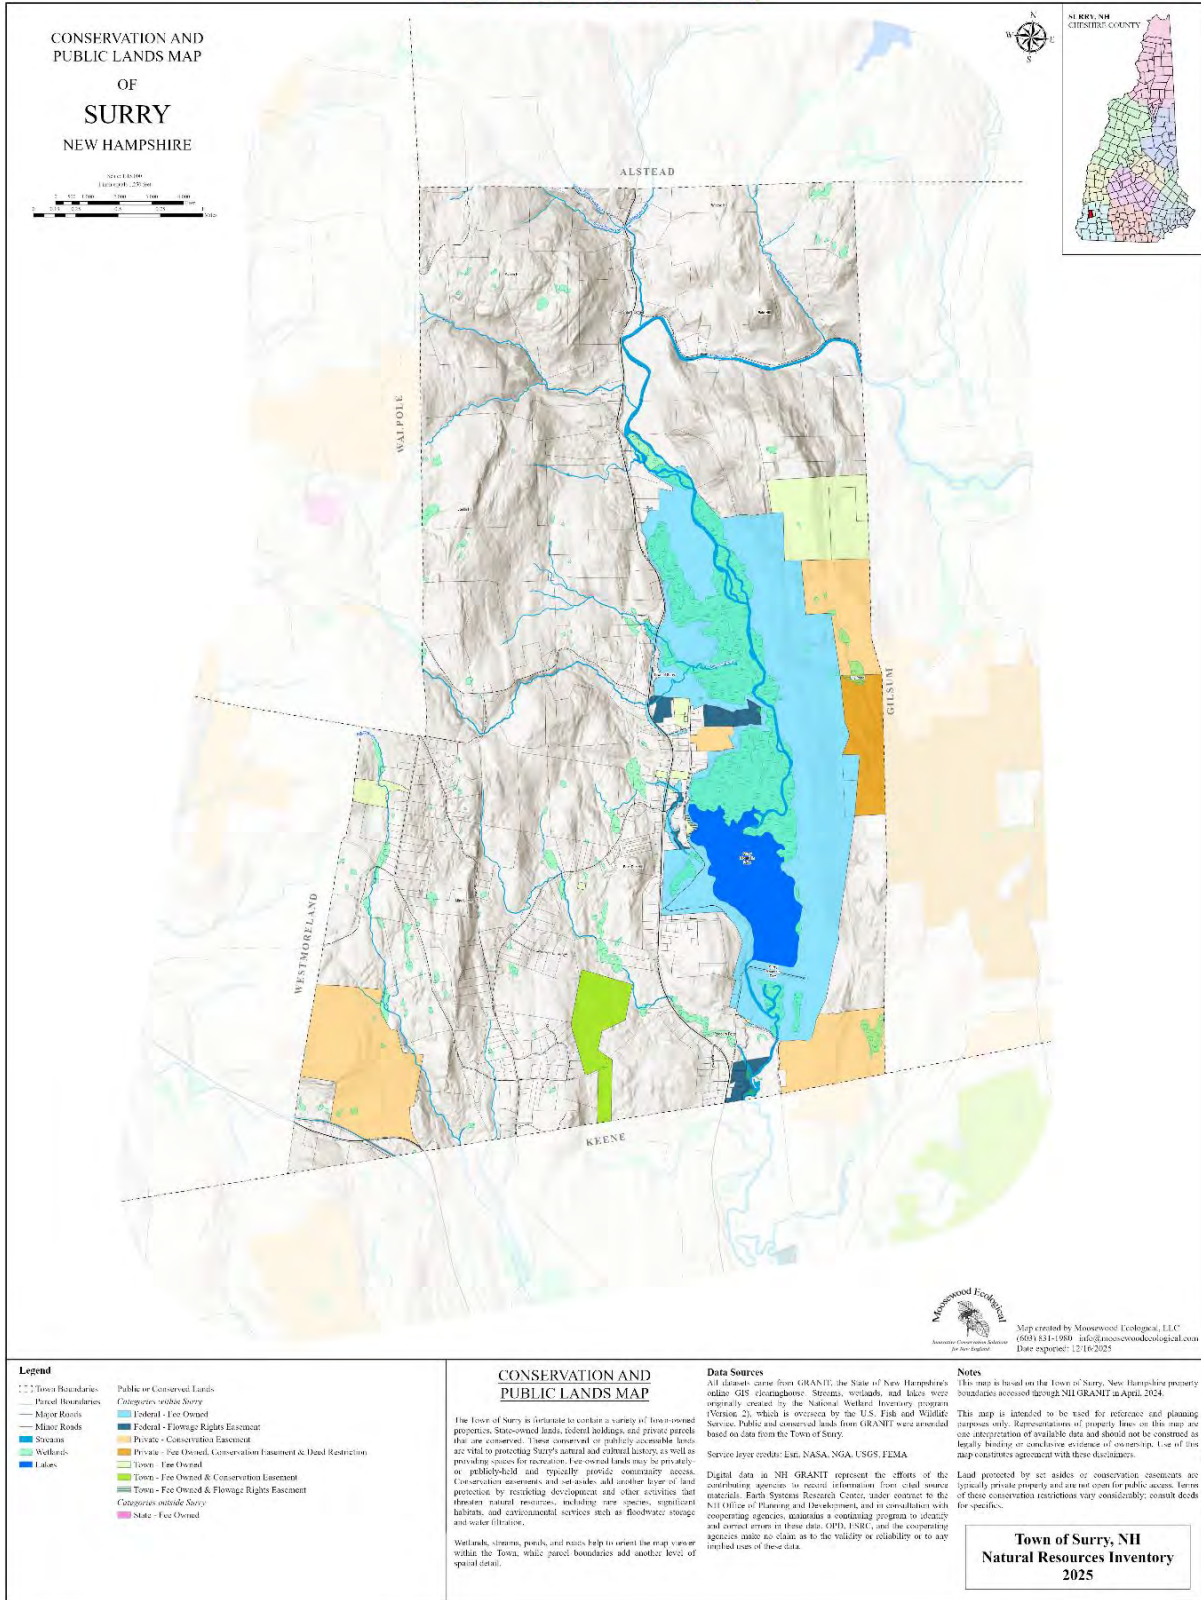 CONSERVATION AND
PUBLIC LANDS MAP
OF
SURRY
NEW HAMPSHIRE
N
W
E
S
SURRY, NH
CHESHIRE COUNTY
ALSTEAD
WALPOLE
GILSUM
WESTMORELAND
KEENE
Moosewood Ecological
Innovative Conservation Solutions
for New England
Map created by Moosewood Ecological, LLC
(603) 831-1980 info@moosewoodecological.com
Date exported: 12/16/2025
Legend
Town Boundaries
Parcel Boundaries
Major Roads
Minor Roads
Streams
Wetlands
Lakes
Public or Conserved Lands
Categories within Surry
Federal - Fee Owned
Federal - Flowage Rights Easement
Private - Conservation Easement
Private - Fee Owned, Conservation Easement & Deed Restriction
Town - Fee Owned
Town - Fee Owned & Conservation Easement
Town - Fee Owned & Flowage Rights Easement
Categories outside Surry
State - Fee Owned
CONSERVATION AND
PUBLIC LANDS MAP
The Town of Surry is fortunate to contain a variety of Town-owned
properties, State-owned lands, federal holdings, and private parcels
that are conserved. These conserved or publicly accessible lands
are vital to protecting Surry's natural and cultural history, as well as
providing spaces for recreation. Fee-owned lands may be privately-
or publicly-held and typically provide community access.
Conservation easements and set-asides add another layer of land
protection by restricting development and other activities that
threaten natural resources, including rare species, significant
habitats, and environmental services such as floodwater storage
and water filtration.
Wetlands, streams, ponds, and roads help to orient the map viewer
within the Town, while parcel boundaries add another level of
spatial detail.
Data Sources
All datasets came from GRANIT, the State of New Hampshire's
online GIS clearinghouse. Streams, wetlands, and lakes were
originally created by the National Wetland Inventory program
(Version 2), which is overseen by the U.S. Fish and Wildlife
Service. Public and conserved lands from GRANIT were amended
based on data from the Town of Surry.
Service layer credits: Esri, NASA, NGA, USGS, FEMA
Digital data in NH GRANIT represent the efforts of the
contributing agencies to record information from cited source
materials. Earth Systems Research Center, under contract to the
NH Office of Planning and Development, and in consultation with
cooperating agencies, maintains a continuing program to identify
and correct errors in these data. OPD, ESRC, and the cooperating
agencies make no claim as to the validity or reliability or to any
implied uses of these data.
Notes
This map is based on the Town of Surry, New Hampshire property
boundaries accessed through NH GRANIT in April, 2024.
This map is intended to be used for reference and planning
purposes only. Representations of property lines on this map are
one interpretation of available data and should not be construed as
legally binding or conclusive evidence of ownership. Use of this
map constitutes agreement with these disclaimers.
Land protected by set asides or conservation easements are
typically private property and are not open for public access. Terms
of these conservation restrictions vary considerably; consult deeds
for specifics.
Town of Surry, NH
Natural Resources Inventory
2025